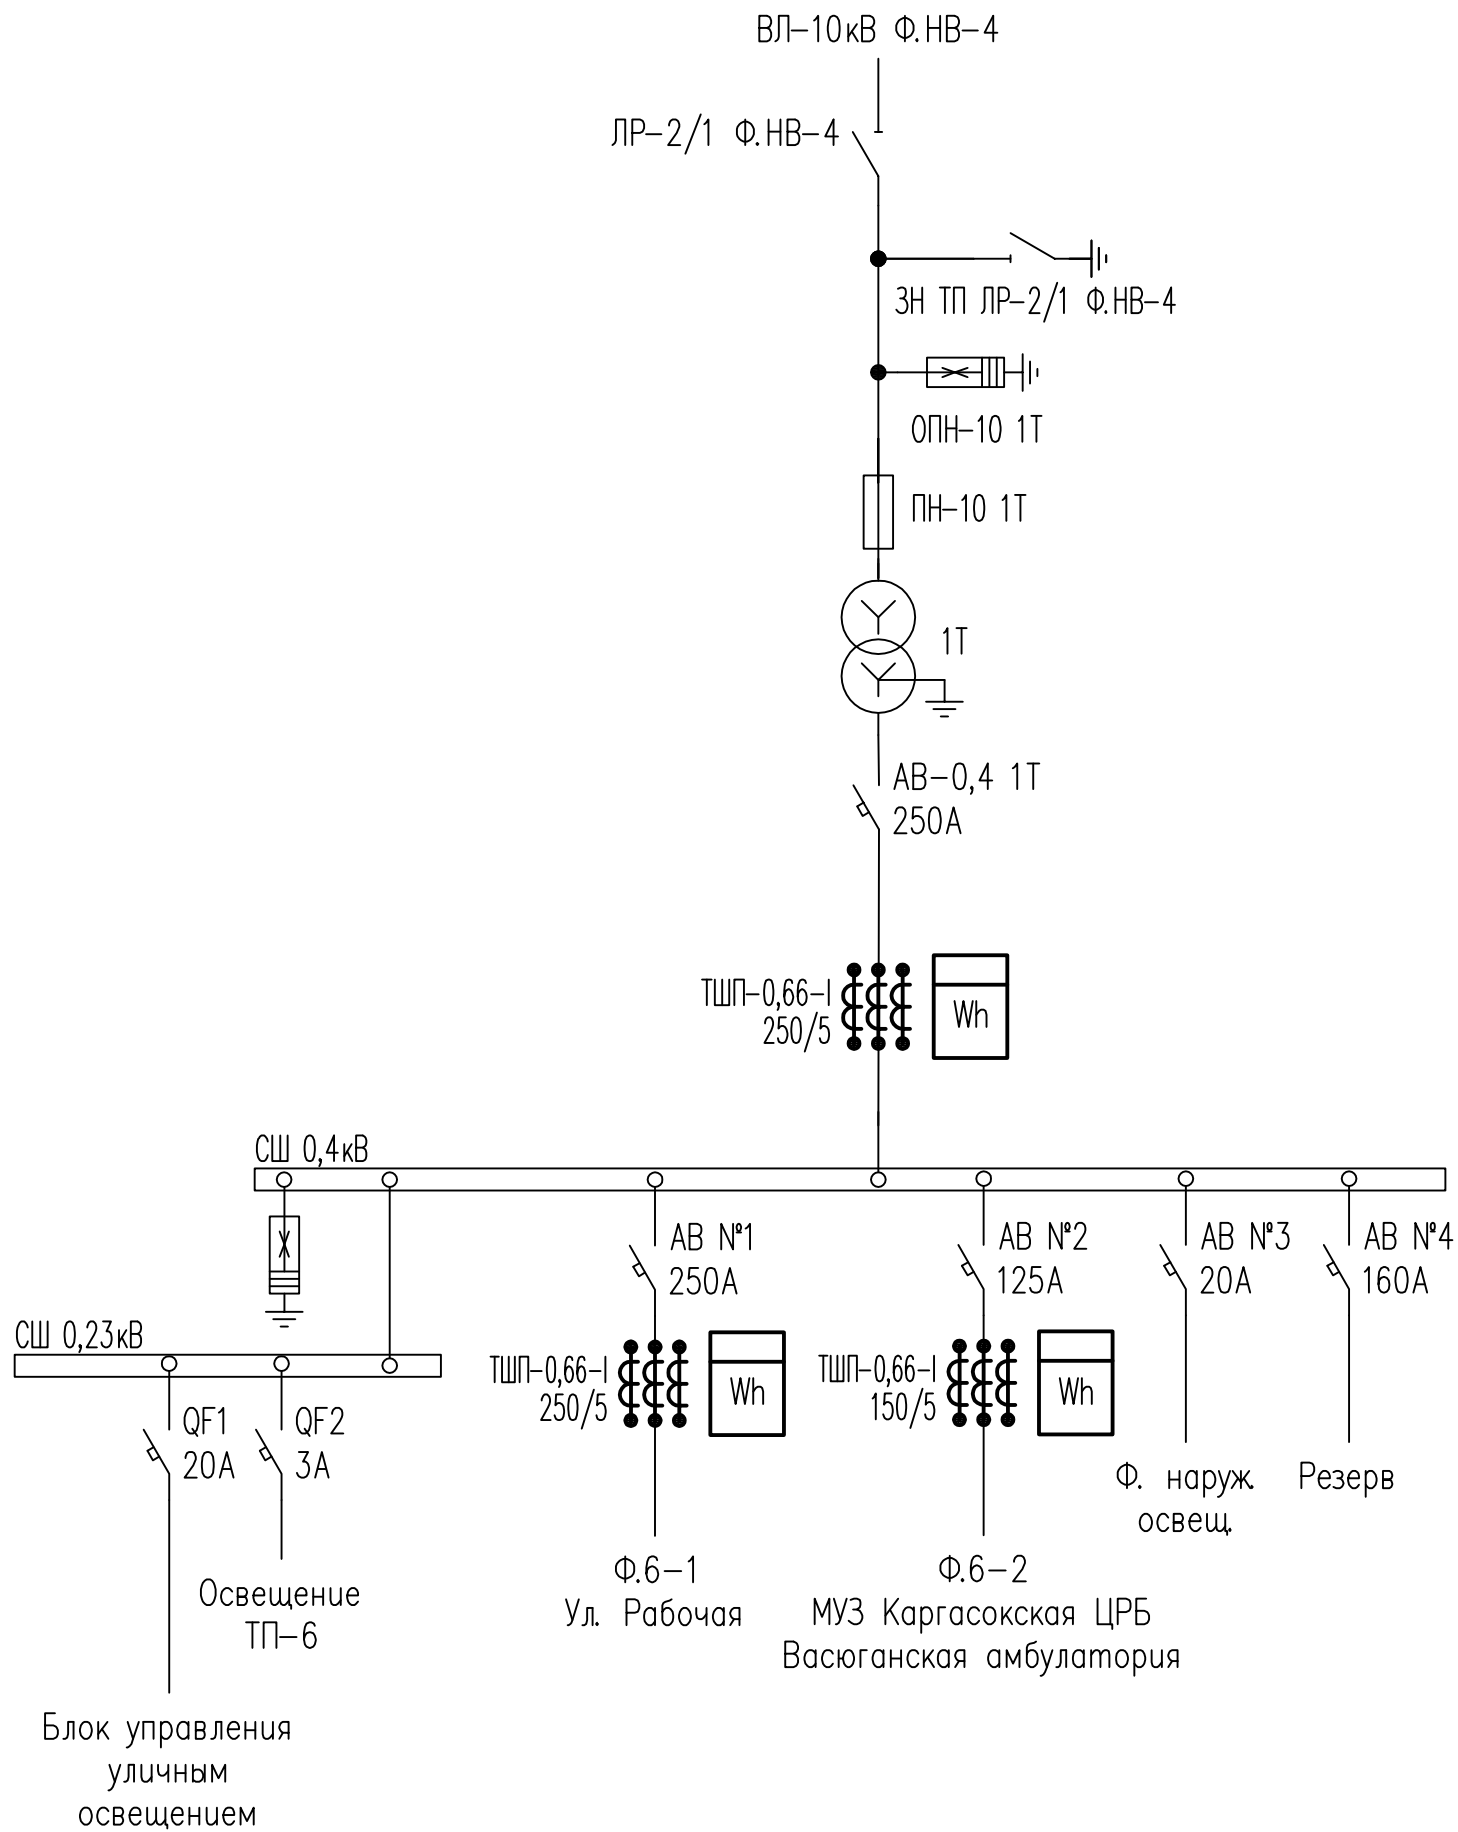 ВЛ-10кВ Ф.НВ-4
ЛР-2/1 Ф.НВ-4
ЗН ТП ЛР-2/1 Ф.НВ-4
ОПН-10 1Т
ПН-10 1Т
1Т
АВ-0,4 1Т
250А
ТШП-0,66-I
250/5
Wh
СШ 0,4кВ
АВ №1
250А
АВ №2
125А
АВ №3
20А
АВ №4
160А
СШ 0,23кВ
ТШП-0,66-I
250/5
Wh
ТШП-0,66-I
150/5
Wh
QF1
20А
QF2
3А
Ф. наруж.
освещ.
Резерв
Освещение
ТП-6
Ф.6-1
Ул. Рабочая
Ф.6-2
МУЗ Каргасокская ЦРБ
Васюганская амбулатория
Блок управления
уличным
освещением